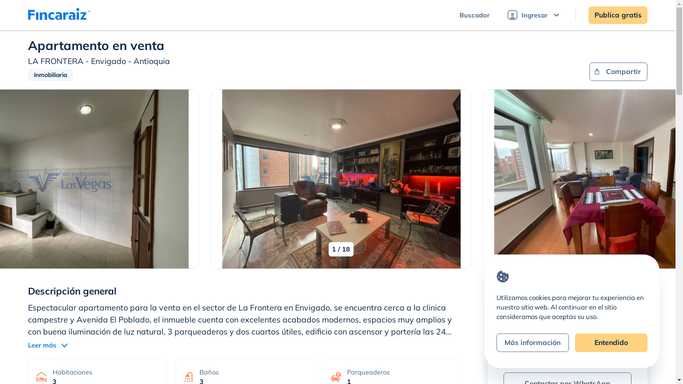 Fincaraiz
Buscador
Ingresar
Publica gratis
Apartamento en venta
LA FRONTERA - Envigado - Antioquia
Inmobiliaria
Compartir
LasVegas
1 / 18
Descripción general
Espectacular apartamento para la venta en el sector de La Frontera en Envigado, se encuentra cerca a la clinica
campestre y Avenida El Poblado, el inmueble cuenta con excelentes acabados modernos, espacios muy amplios y
con buena iluminación de luz natural, 3 parqueaderos y dos cuartos útiles, edificio con ascensor y portería las 24...
Leer más
Habitaciones
3
Baños
3
Parqueaderos
1
Utilizamos cookies para mejorar tu experiencia en
nuestro sitio web. Al continuar en el sitio
consideramos que aceptas su uso.
Más información
Entendido
Contactar por WhatsApp